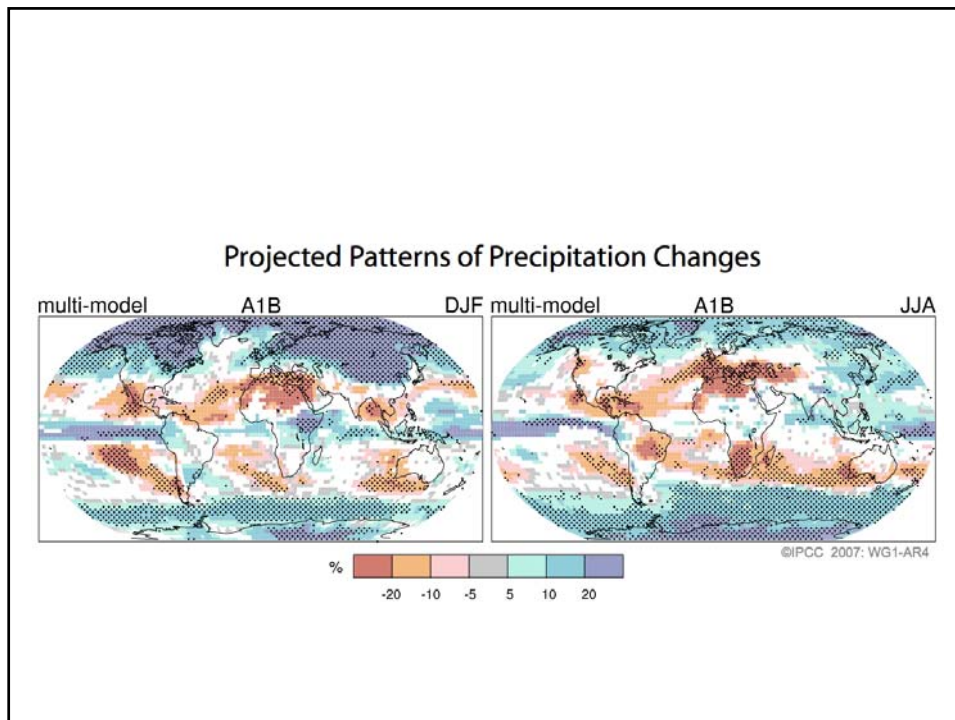 Projected Patterns of Precipitation Changes
multi-model A1B DJF
multi-model A1B JJA
©IPCC 2007: WG1-AR4
%
-20 -10 -5 5 10 20